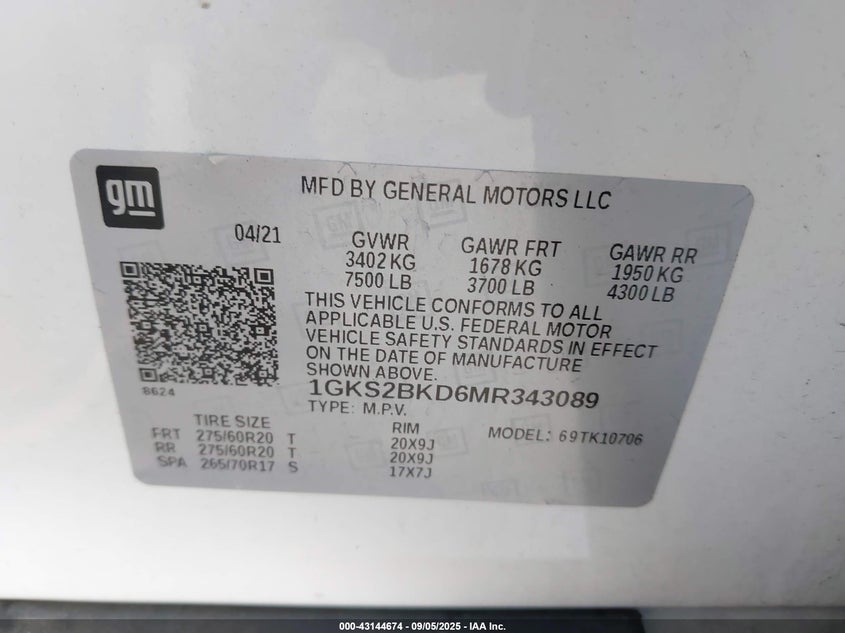 gm
MFD BY GENERAL MOTORS LLC
04/21
GVWR
3402 KG
7500 LB
GAWR FRT
1678 KG
3700 LB
GAWR RR
1950 KG
4300 LB
THIS VEHICLE CONFORMS TO ALL
APPLICABLE U.S. FEDERAL MOTOR
VEHICLE SAFETY STANDARDS IN EFFECT
ON THE DATE OF MANUFACTURE
SHOWN ABOVE.
8624
1GKS2BKD6MR343089
TYPE: M.P.V.
MODEL: 69TK10706
TIRE SIZE
RIM
FRT 275/60R20 T 20X9J
RR 275/60R20 T 20X9J
SPA 265/70R17 S 17X7J
000-43144674 - 09/05/2025 - IAA Inc.